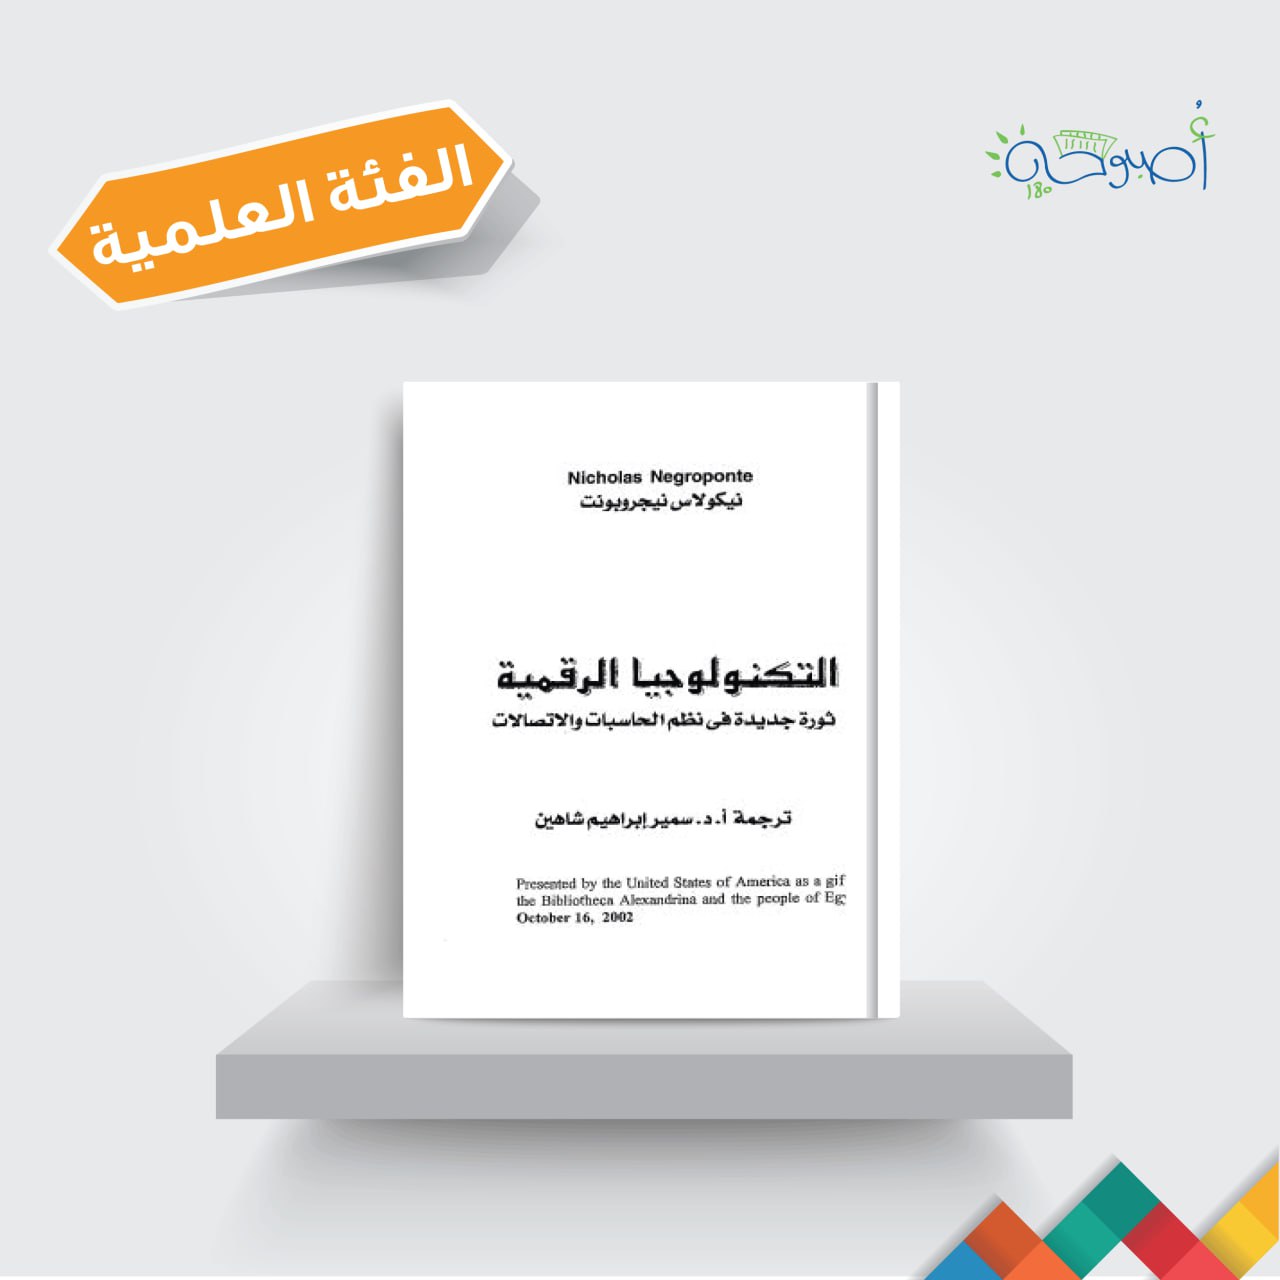 الفئة العلمية
أصبوحة
١٨٠
Nicholas Negroponte
نيكولاس نيجروبونت
التكنولوجيا الرقمية
ثورة جديدة فى نظم الحاسبات والاتصالات
ترجمة أ.د. سمير إبراهيم شاهين
Presented by the United States of America as a gif
the Bibliotheca Alexandrina and the people of Eg
October 16, 2002